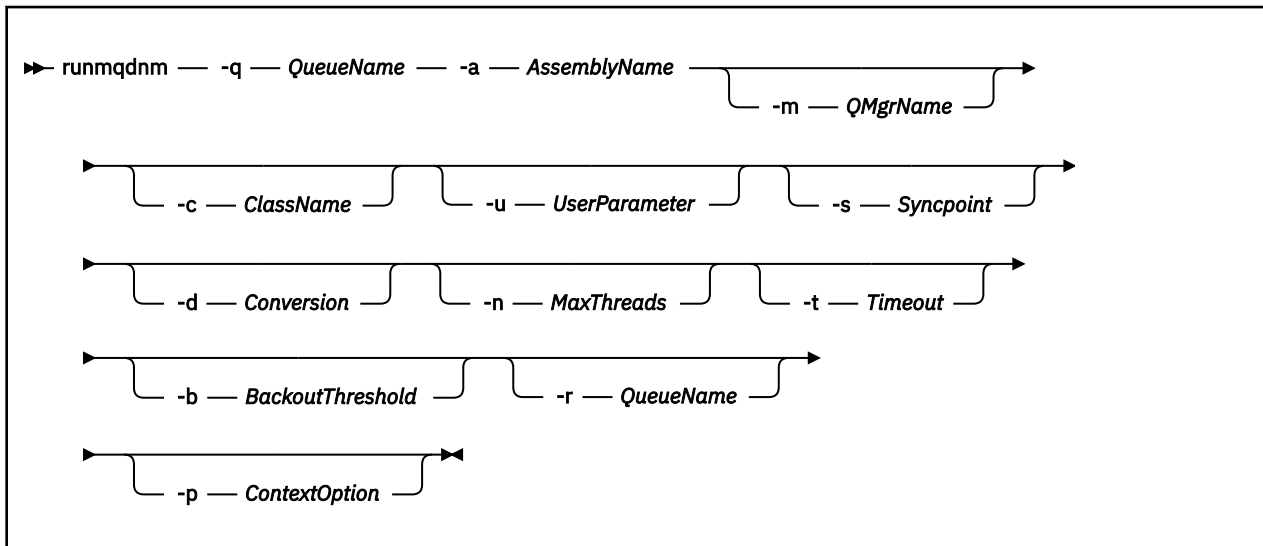 runmqdnm -q QueueName -a AssemblyName
-m QMgrName
-c ClassName -u UserParameter -s Syncpoint
-d Conversion -n MaxThreads -t Timeout
-b BackoutThreshold -r QueueName
-p ContextOption